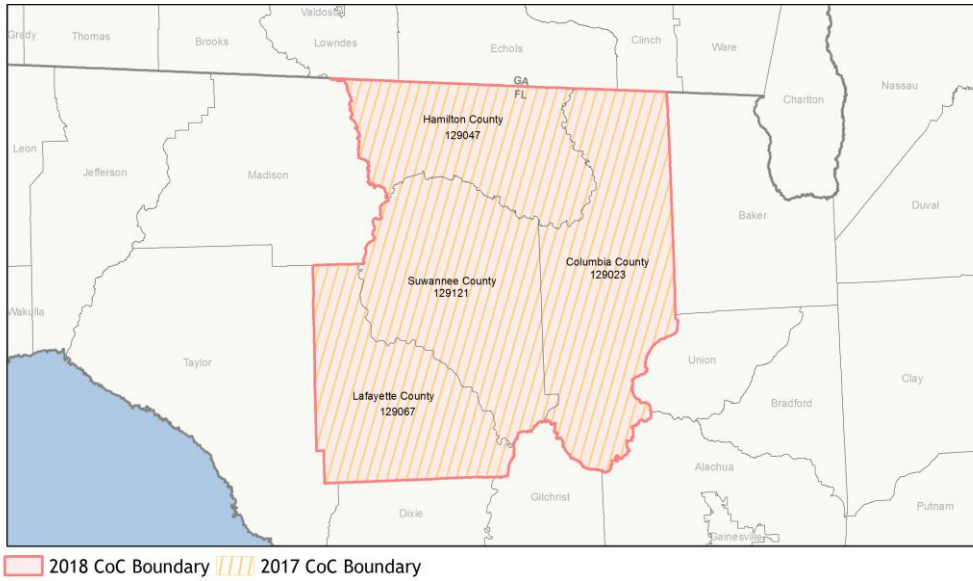 Valdosta
Grady
Thomas
Brooks
Lowndes
Echols
Clinch
Ware
Charlton
Nassau
GA
FL
Hamilton County
129047
Leon
Jefferson
Madison
Baker
Duval
Suwannee County
129121
Columbia County
129023
Wakulla
Taylor
Union
Clay
Lafayette County
129067
Bradford
Alachua
Gilchrist
Dixie
Putnam
Gainesville
2018 CoC Boundary 2017 CoC Boundary